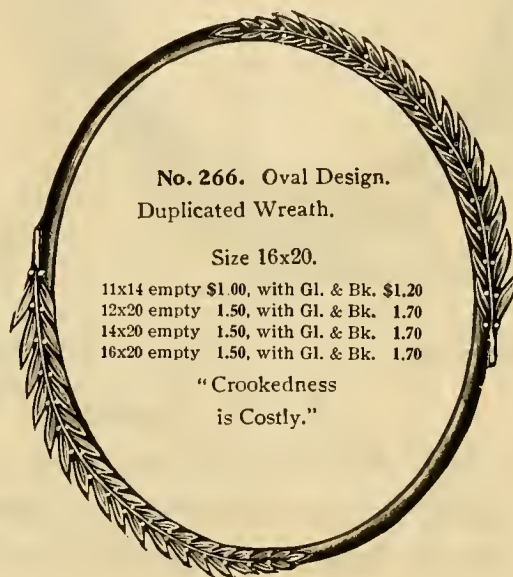 No. 266. Oval Design.
Duplicated Wreath.
Size 16x20.
11x14 empty $1.00, with Gl. & Bk. $1.20
12x20 empty 1.50, with Gl. & Bk. 1.70
14x20 empty 1.50, with Gl. & Bk. 1.70
16x20 empty 1.50, with Gl. & Bk. 1.70
"Crookedness
is Costly."